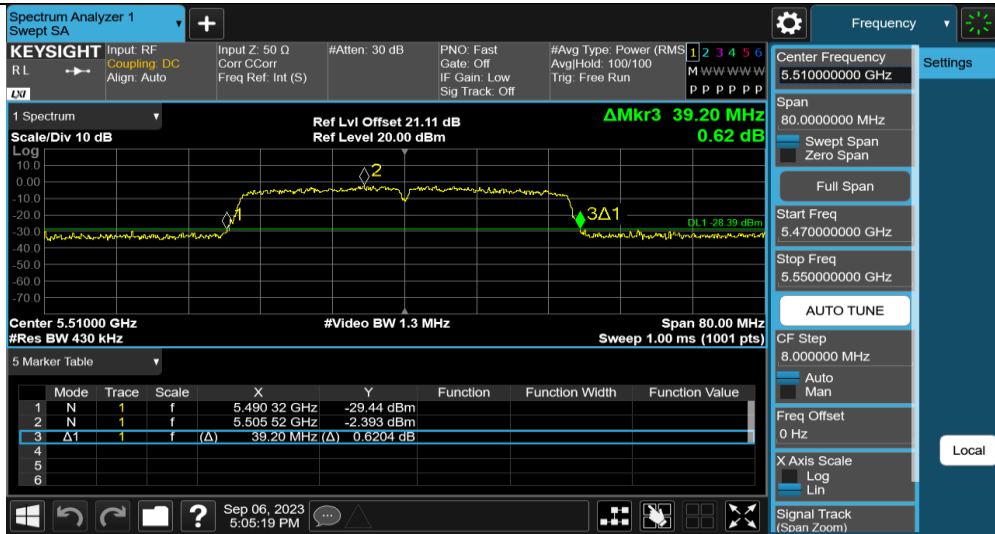 Spectrum Analyzer 1
Swept SA
Frequency
KEYSIGHT
R L
LXI
Input: RF
Coupling: DC
Align: Auto
Input Z: 50 Ω
Corr CCorr
Freq Ref: Int (S)
#Atten: 30 dB
PNO: Fast
Gate: Off
IF Gain: Low
Sig Track: Off
#Avg Type: Power (RMS
Avg|Hold: 100/100
Trig: Free Run
1 2 3 4 5 6
M W W W W W
P P P P P P
1 Spectrum
Scale/Div 10 dB
Ref Lvl Offset 21.11 dB
Ref Level 20.00 dBm
ΔMkr3 39.20 MHz
0.62 dB
Log
10.0
0.00
-10.0
-20.0
-30.0
-40.0
-50.0
-60.0
-70.0
2
1
3Δ1
DL1 -28.39 dBm
Center 5.51000 GHz
#Res BW 430 kHz
#Video BW 1.3 MHz
Span 80.00 MHz
Sweep 1.00 ms (1001 pts)
5 Marker Table
Mode Trace Scale X Y Function Function Width Function Value
1 N 1 f 5.490 32 GHz -29.44 dBm
2 N 1 f 5.505 52 GHz -2.393 dBm
3 Δ1 1 f (Δ) 39.20 MHz (Δ) 0.6204 dB
4
5
6
?
Sep 06, 2023
5:05:19 PM
Center Frequency
5.510000000 GHz
Span
80.0000000 MHz
Swept Span
Zero Span
Full Span
Start Freq
5.470000000 GHz
Stop Freq
5.550000000 GHz
AUTO TUNE
CF Step
8.000000 MHz
Auto
Man
Freq Offset
0 Hz
X Axis Scale
Log
Lin
Signal Track
(Span Zoom)
Settings
Local